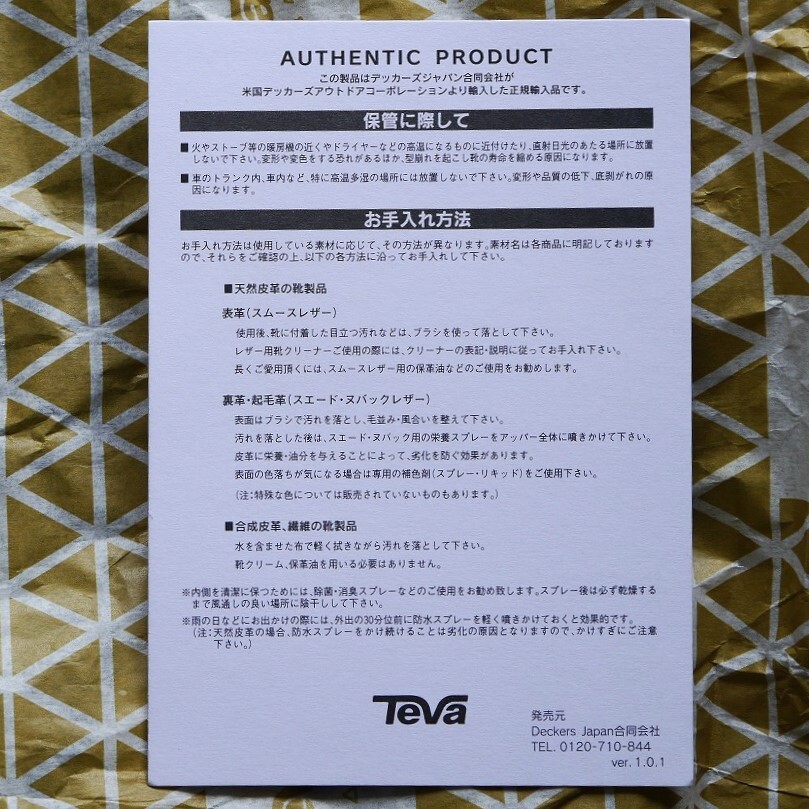 AUTHENTIC PRODUCT
この製品はデッカーズジャパン合同会社が
米国デッカーズアウトドアコーポレーションより輸入した正規輸入品です。
保管に際して
■火やストーブ等の暖房機の近くやドライヤーなどの高温になるものに近付けたり、直射日光のあたる場所に放置
しないで下さい。変形や変色をする恐れがあるほか、型崩れを起こし靴の寿命を縮める原因になります。
■車のトランク内、車内など、特に高温多湿の場所には放置しないで下さい。変形や品質の低下、底剥がれの原
因になります。
お手入れ方法
お手入れ方法は使用している素材に応じて、その方法が異なります。素材名は各商品に明記しております
ので、それらをご確認の上、以下の各方法に沿ってお手入れして下さい。
■天然皮革の靴製品
表革(スムースレザー)
使用後、靴に付着した目立つ汚れなどは、ブラシを使って落として下さい。
レザー用靴クリーナーご使用の際には、クリーナーの表記・説明に従ってお手入れ下さい。
長くご愛用頂くには、スムースレザー用の保革油などのご使用をお勧めします。
裏革・起毛革(スエード・ヌバックレザー)
表面はブラシで汚れを落とし、毛並み・風合いを整えて下さい。
汚れを落とした後は、スエード・ヌバック用の栄養スプレーをアッパー全体に噴きかけて下さい。
皮革に栄養・油分を与えることによって、劣化を防ぐ効果があります。
表面の色落ちが気になる場合は専用の補色剤(スプレー・リキッド)をご使用下さい。
(注:特殊な色については販売されていないものもあります。)
■合成皮革、繊維の靴製品
水を含ませた布で軽く拭きながら汚れを落として下さい。
靴クリーム、保革油を用いる必要はありません。
※内側を清潔に保つためには、除菌・消臭スプレーなどのご使用をお勧め致します。スプレー後は必ず乾燥する
まで風通しの良い場所に陰干しして下さい。
※雨の日などにお出かけの際には、外出の30分位前に防水スプレーを軽く噴きかけておくと効果的です。
(注:天然皮革の場合、防水スプレーをかけ続けることは劣化の原因となりますので、かけすぎにご注意
下さい。)
Teva
発売元
Deckers Japan合同会社
TEL. 0120-710-844
ver. 1.0.1